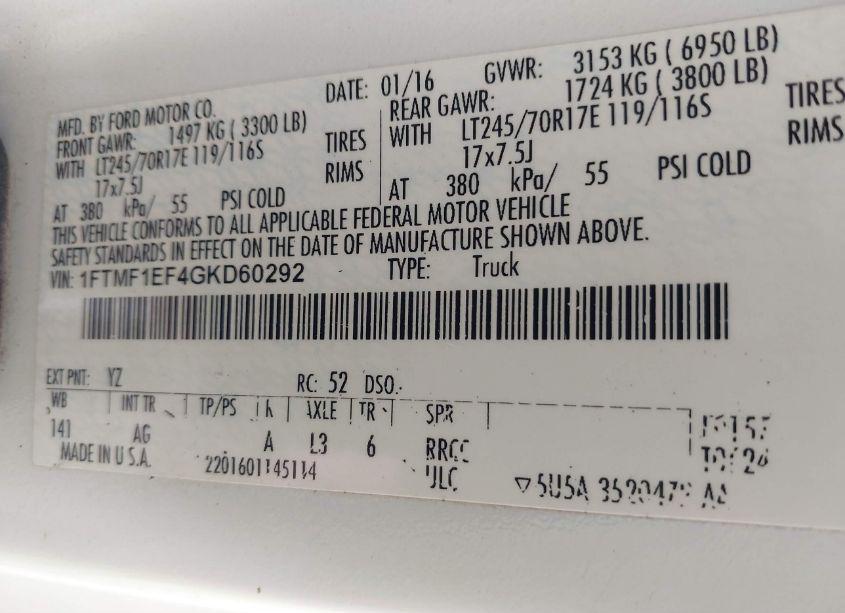 MFD. BY FORD MOTOR CO.
DATE: 01/16 GVWR: 3153 KG ( 6950 LB)
FRONT GAWR: 1497 KG ( 3300 LB) REAR GAWR: 1724 KG ( 3800 LB)
WITH LT245/70R17E 119/116S TIRES WITH LT245/70R17E 119/116S TIRES
17x7.5J RIMS 17x7.5J RIMS
AT 380 kPa/ 55 PSI COLD AT 380 kPa/ 55 PSI COLD
THIS VEHICLE CONFORMS TO ALL APPLICABLE FEDERAL MOTOR VEHICLE
SAFETY STANDARDS IN EFFECT ON THE DATE OF MANUFACTURE SHOWN ABOVE.
VIN: 1FTMF1EF4GKD60292 TYPE: Truck
EXT PNT: YZ RC: 52 DSO:
WB INT TR TP/PS AXLE TR SPR
141 AG A L3 6 RRCC
MADE IN U.S.A. ULC